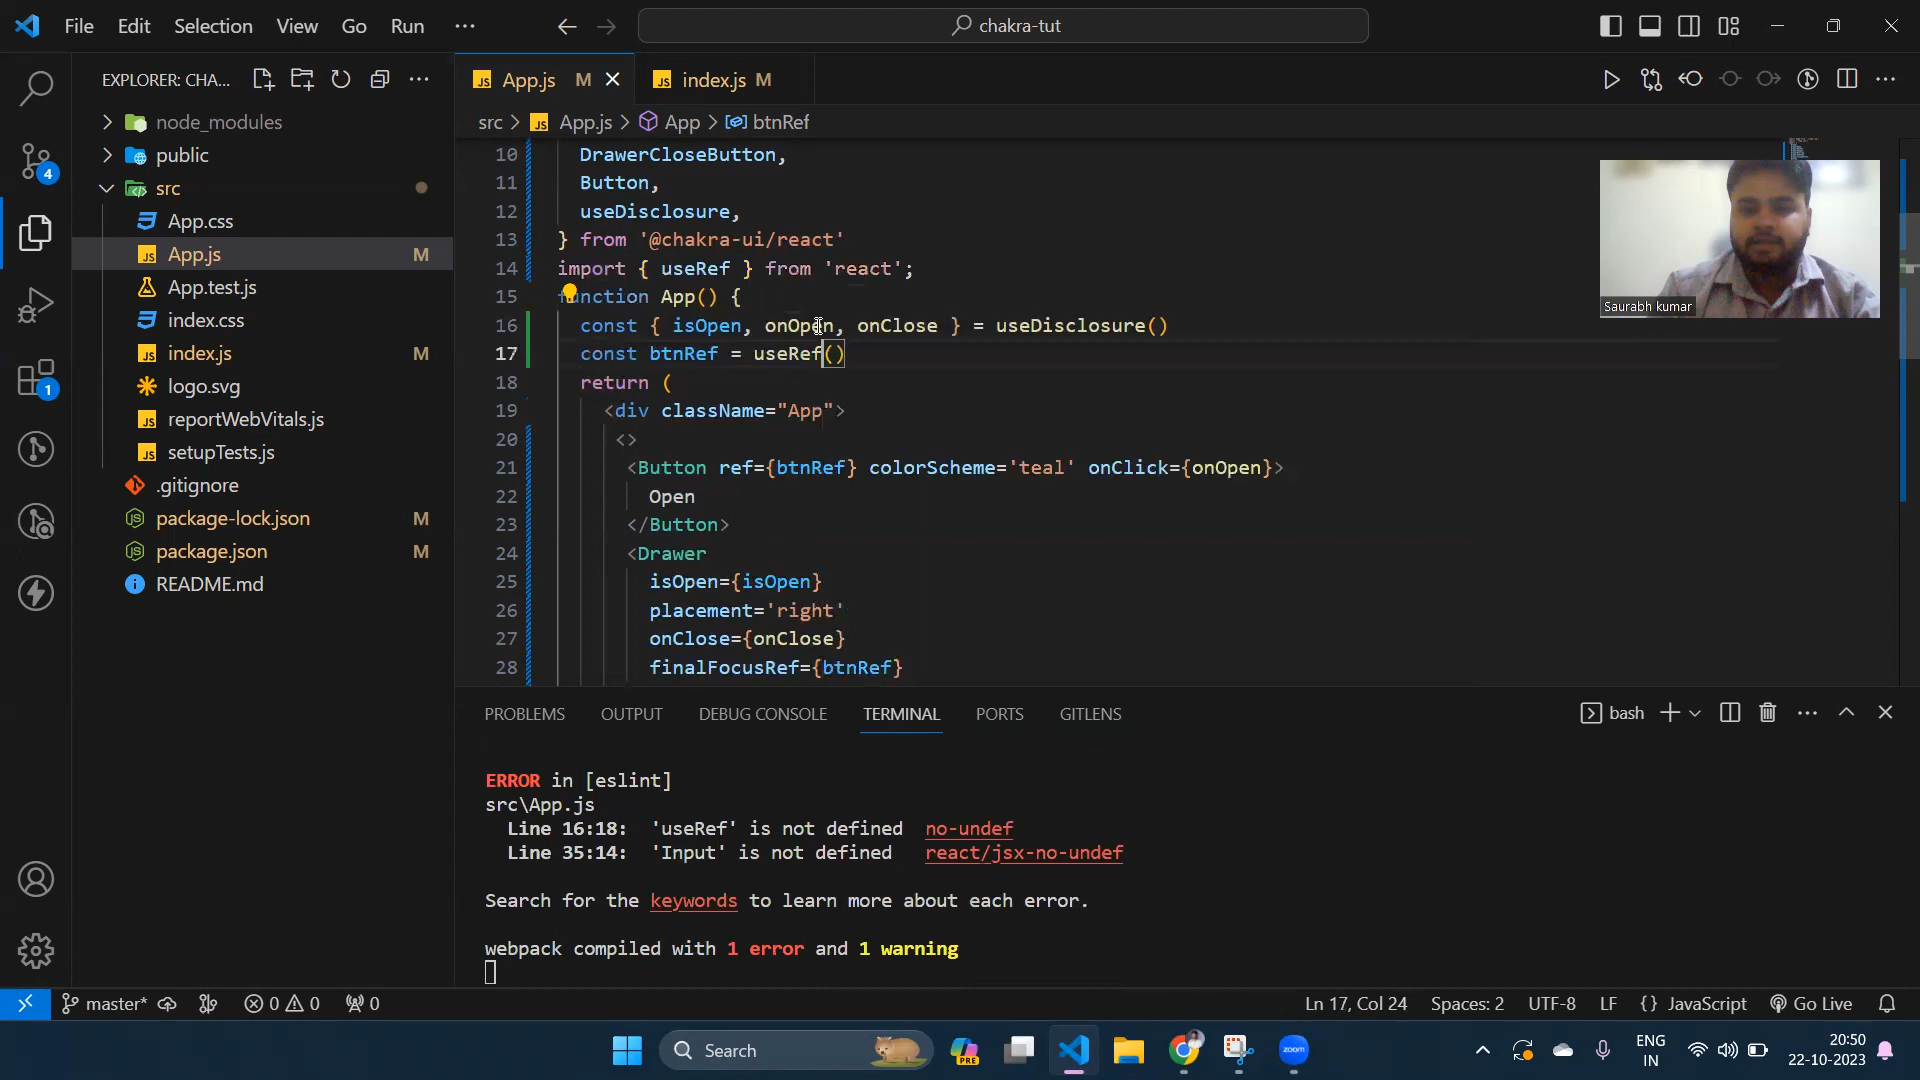 File Edit Selection View Go Run ···
chakra-tut
EXPLORER: CHA...
App.js M
index.js M
src > App.js > App > btnRef
node_modules
public
src
App.css
App.js M
App.test.js
index.css
index.js M
logo.svg
reportWebVitals.js
setupTests.js
.gitignore
package-lock.json M
package.json M
README.md
4
1
10 DrawerCloseButton,
11 Button,
12 useDisclosure,
13 } from '@chakra-ui/react'
14 import { useRef } from 'react';
15 function App() {
16 const { isOpen, onOpen, onClose } = useDisclosure()
17 const btnRef = useRef()
18 return (
19 <div className="App">
20 <>
21 <Button ref={btnRef} colorScheme='teal' onClick={onOpen}>
22 Open
23 </Button>
24 <Drawer
25 isOpen={isOpen}
26 placement='right'
27 onClose={onClose}
28 finalFocusRef={btnRef}
Saurabh kumar
PROBLEMS OUTPUT DEBUG CONSOLE TERMINAL PORTS GITLENS
bash
ERROR in [eslint]
src\App.js
Line 16:18: 'useRef' is not defined no-undef
Line 35:14: 'Input' is not defined react/jsx-no-undef
Search for the keywords to learn more about each error.
webpack compiled with 1 error and 1 warning
master* 0 0 0
Ln 17, Col 24 Spaces: 2 UTF-8 LF {} JavaScript Go Live
Search
PRE
zoom
ENG
IN
20:50
22-10-2023